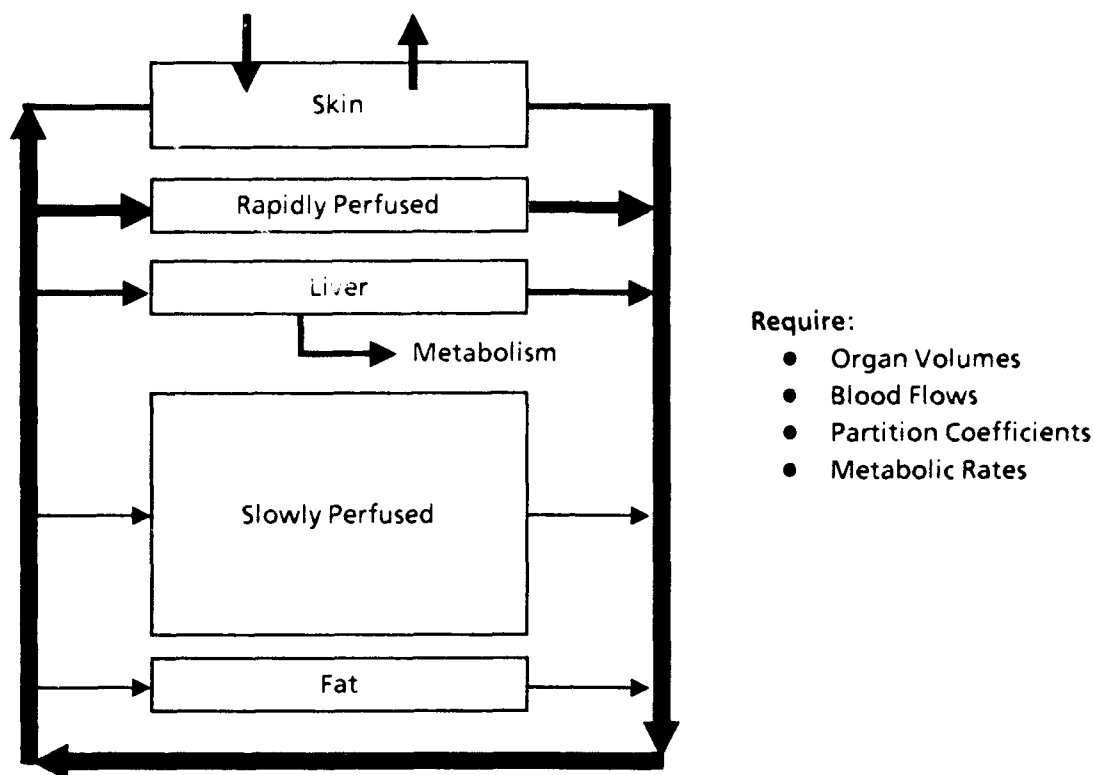 Skin
Rapidly Perfused
Liver
Metabolism
Slowly Perfused
Fat
Require:
● Organ Volumes
● Blood Flows
● Partition Coefficients
● Metabolic Rates